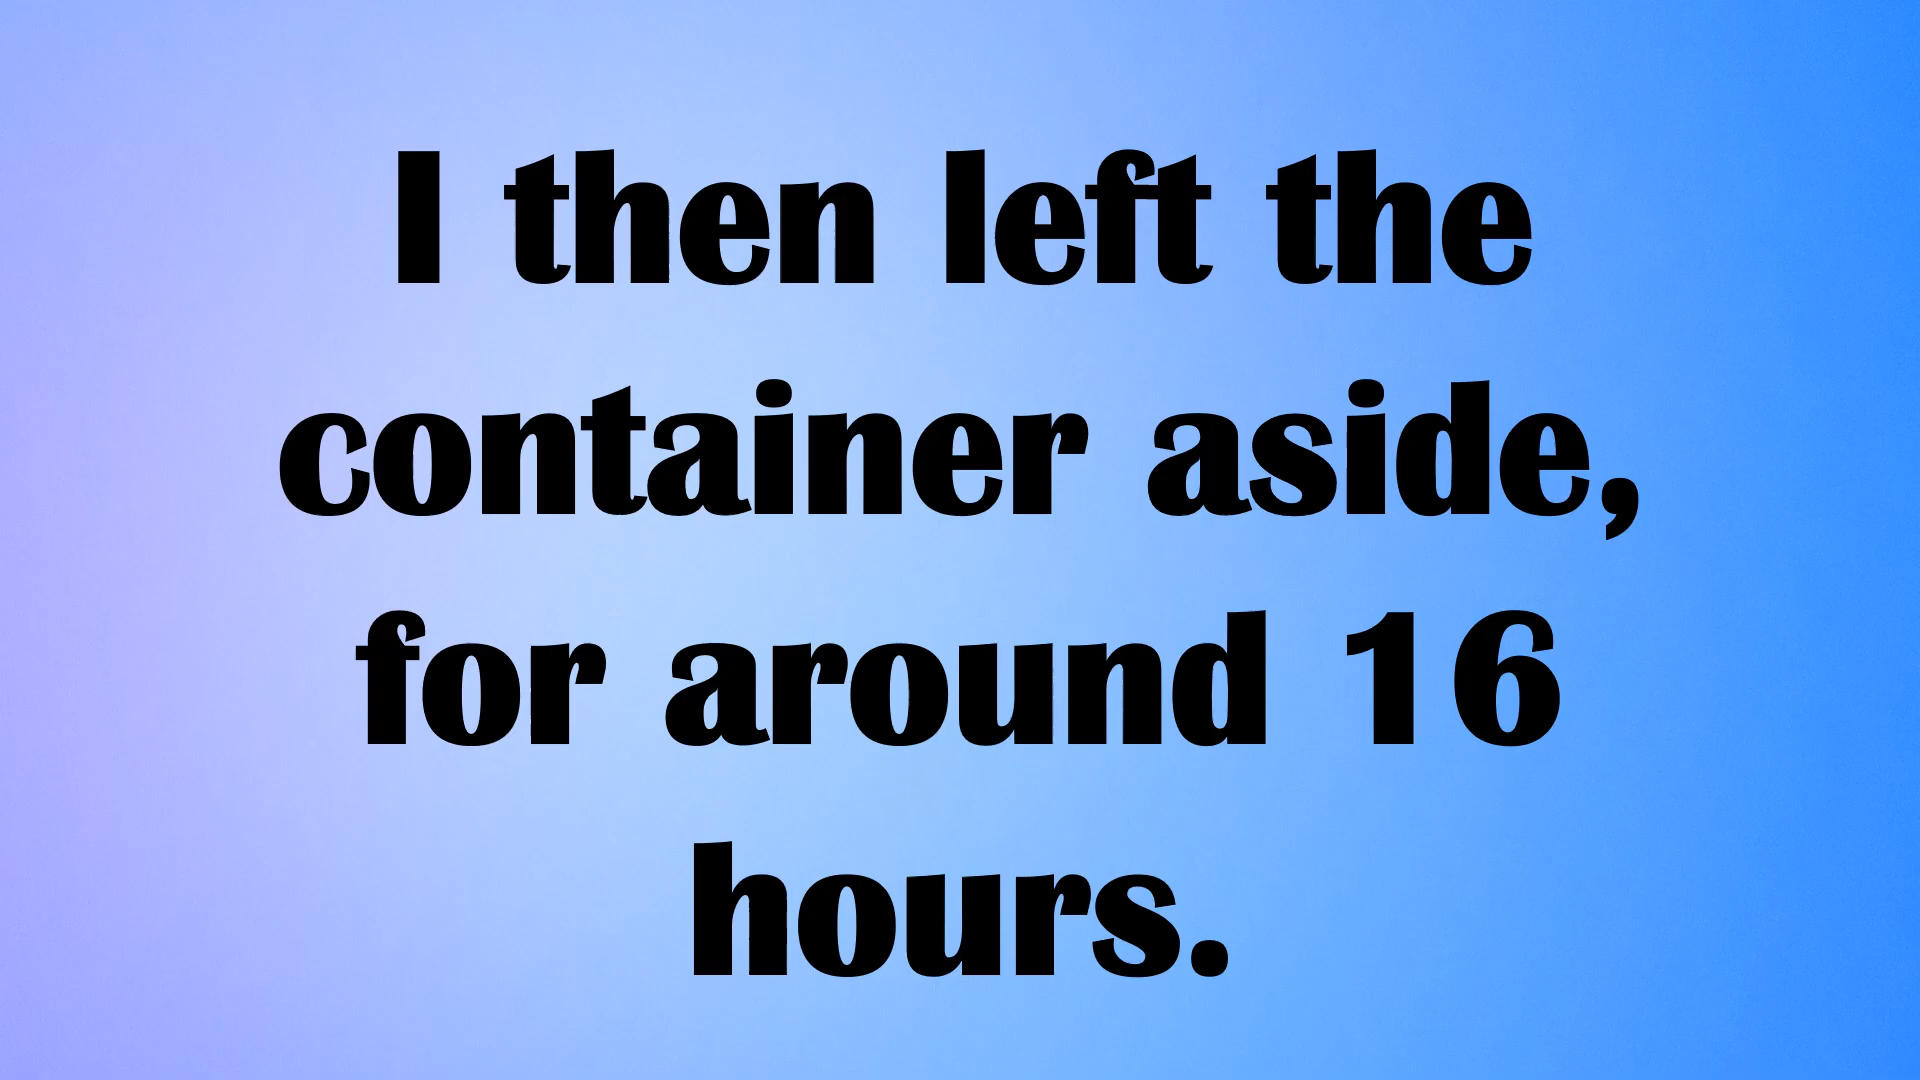 I then left the
container aside,
for around 16
hours.